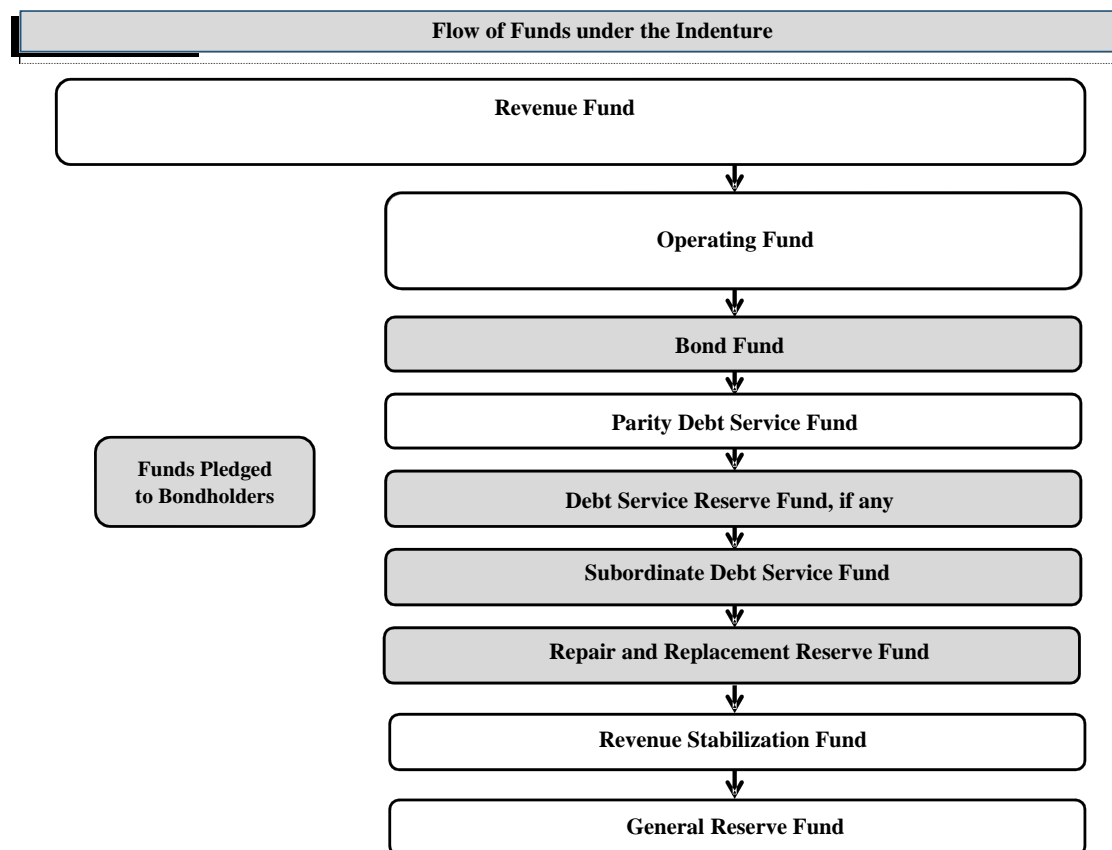 Flow of Funds under the Indenture
Revenue Fund
Operating Fund
Bond Fund
Parity Debt Service Fund
Funds Pledged
to Bondholders
Debt Service Reserve Fund, if any
Subordinate Debt Service Fund
Repair and Replacement Reserve Fund
Revenue Stabilization Fund
General Reserve Fund